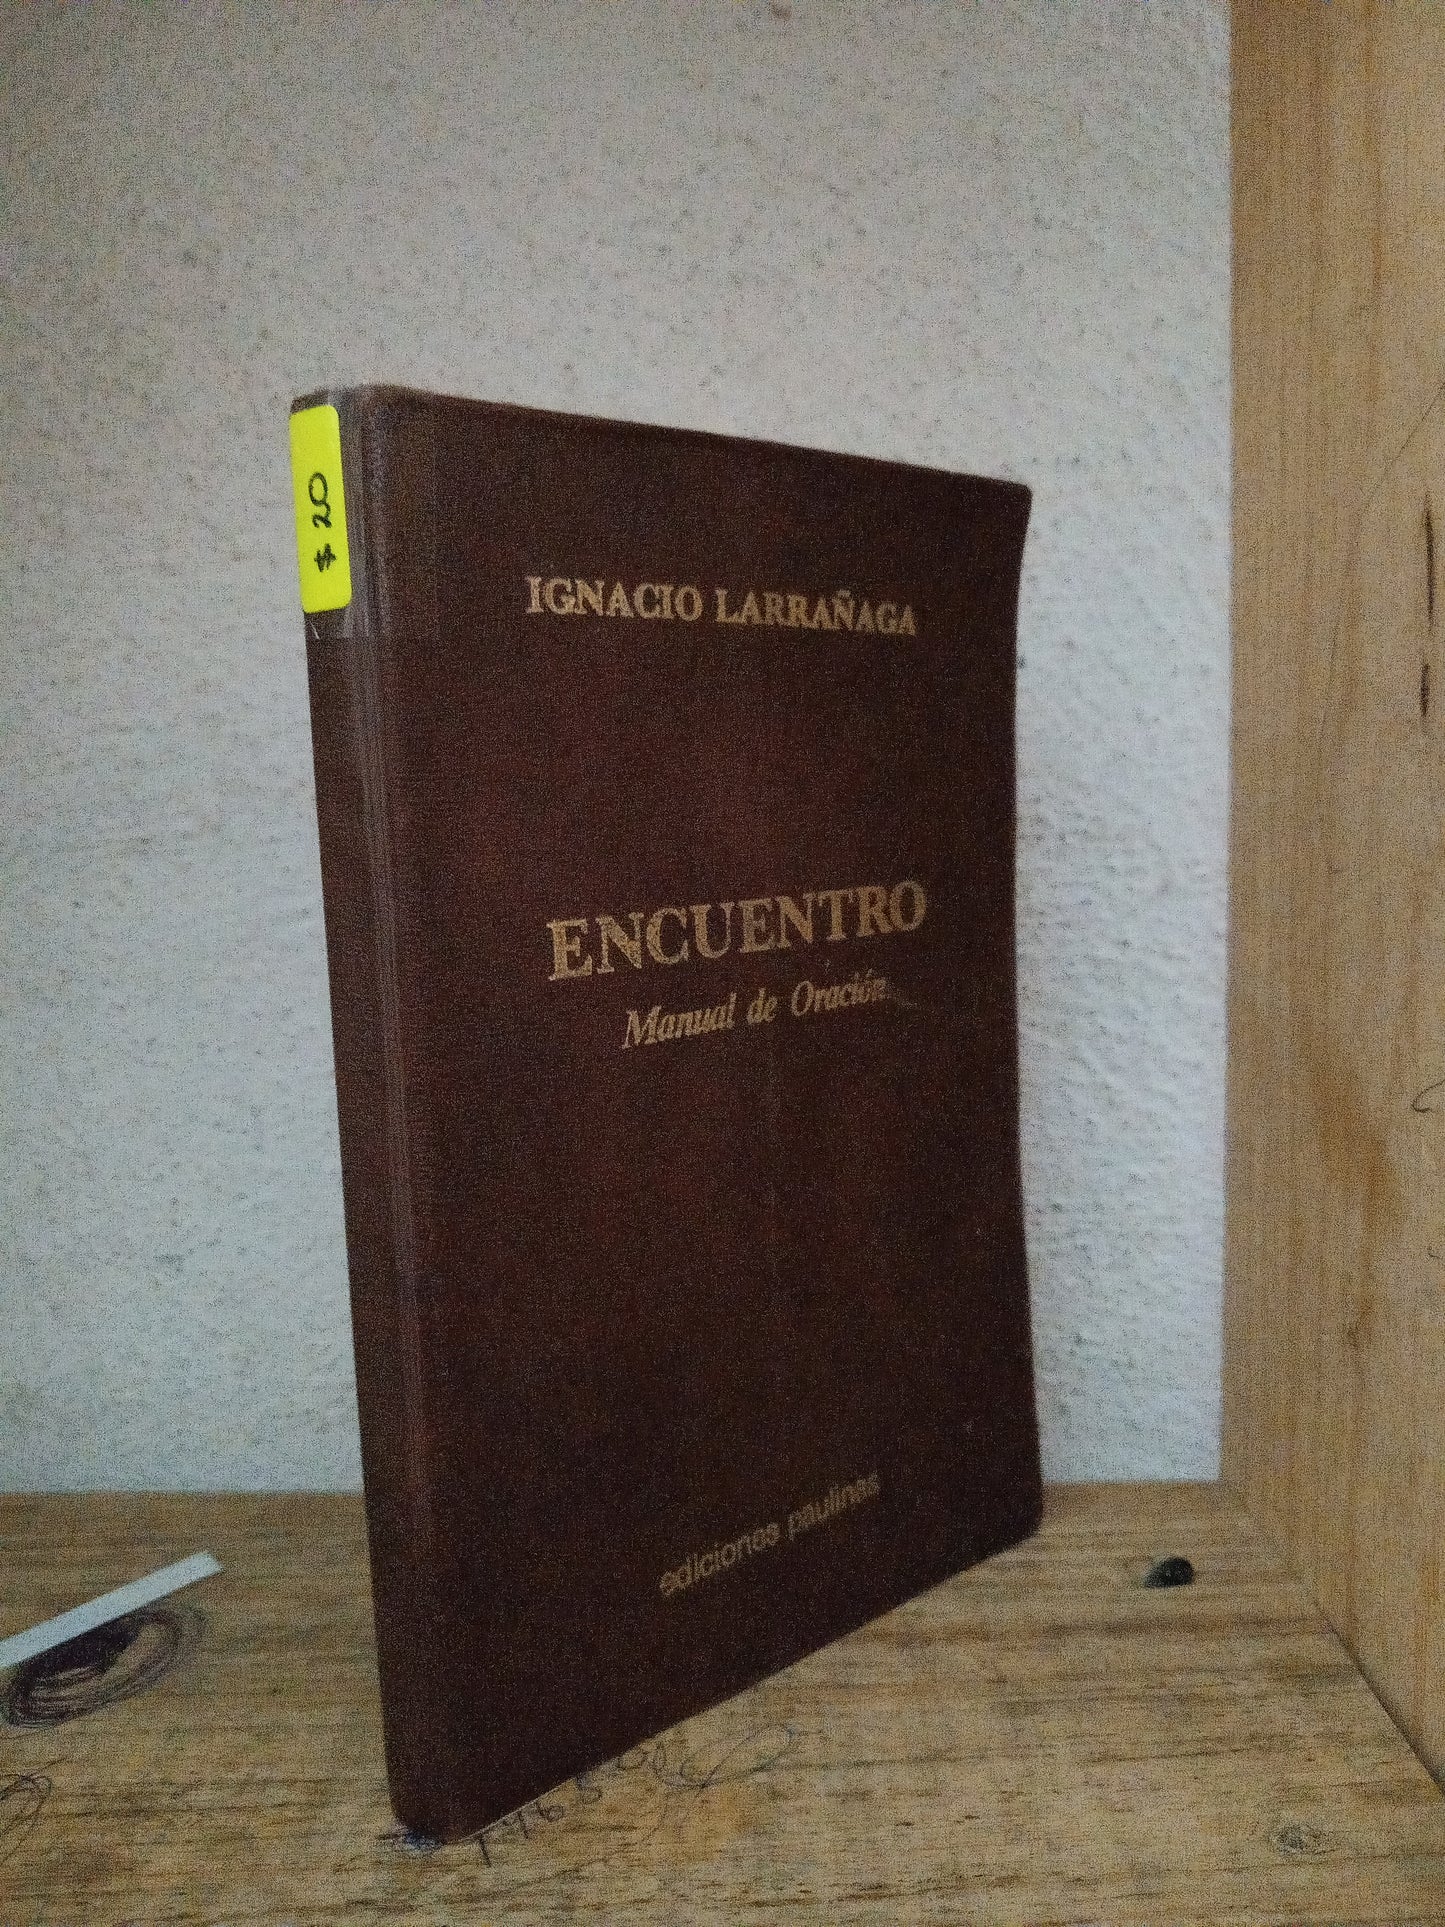 $ 20
IGNACIO LARRAÑAGA
ENCUENTRO
Manual de Oración
ediciones paulinas